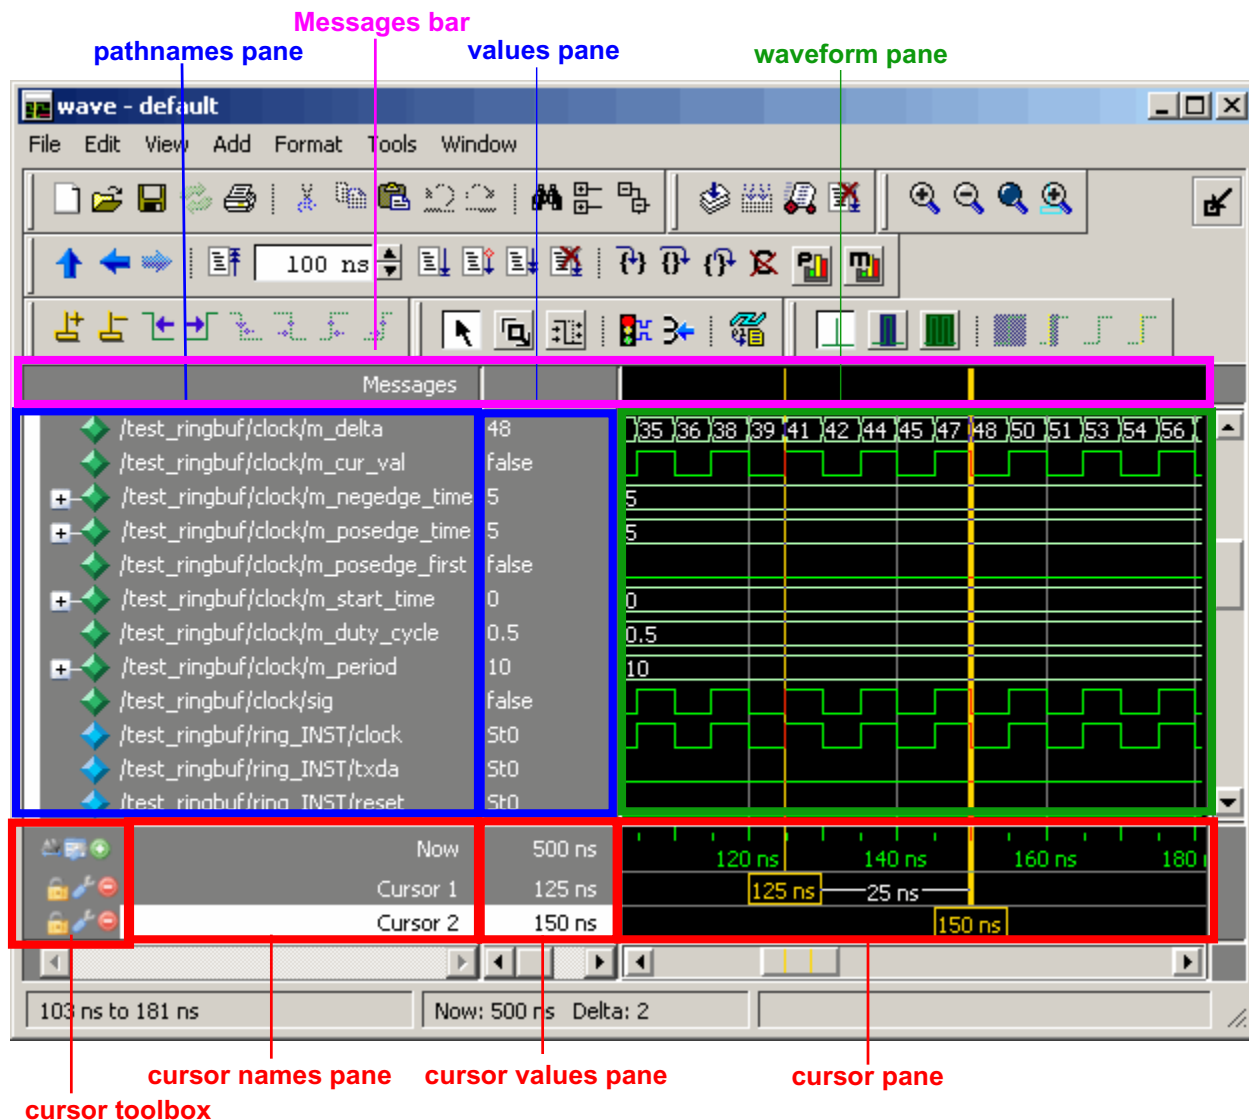 Messages bar
pathnames pane values pane waveform pane
wave - default
File Edit View Add Format Tools Window
100 ns
Messages
/test_ringbuf/clock/m_delta 48 35 36 38 39 41 42 44 45 47 48 50 51 53 54 56
/test_ringbuf/clock/m_cur_val false
/test_ringbuf/clock/m_negedge_time 5 5
/test_ringbuf/clock/m_posedge_time 5 5
/test_ringbuf/clock/m_posedge_first false
/test_ringbuf/clock/m_start_time 0 0
/test_ringbuf/clock/m_duty_cycle 0.5 0.5
/test_ringbuf/clock/m_period 10 10
/test_ringbuf/clock/sig false
/test_ringbuf/ring_INST/clock St0
/test_ringbuf/ring_INST/txda St0
/test_ringbuf/ring_INST/reset St0
Now 500 ns 120 ns 140 ns 160 ns 180
Cursor 1 125 ns 125 ns 25 ns
Cursor 2 150 ns 150 ns
103 ns to 181 ns Now: 500 ns Delta: 2
cursor names pane cursor values pane cursor pane
cursor toolbox